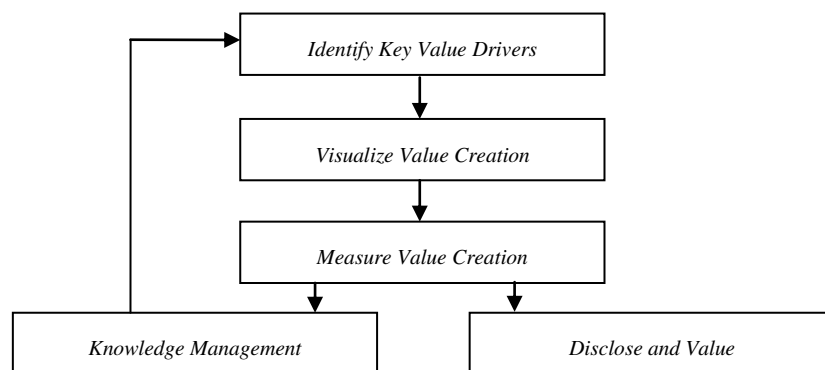 Identify Key Value Drivers
Visualize Value Creation
Measure Value Creation
Knowledge Management
Disclose and Value